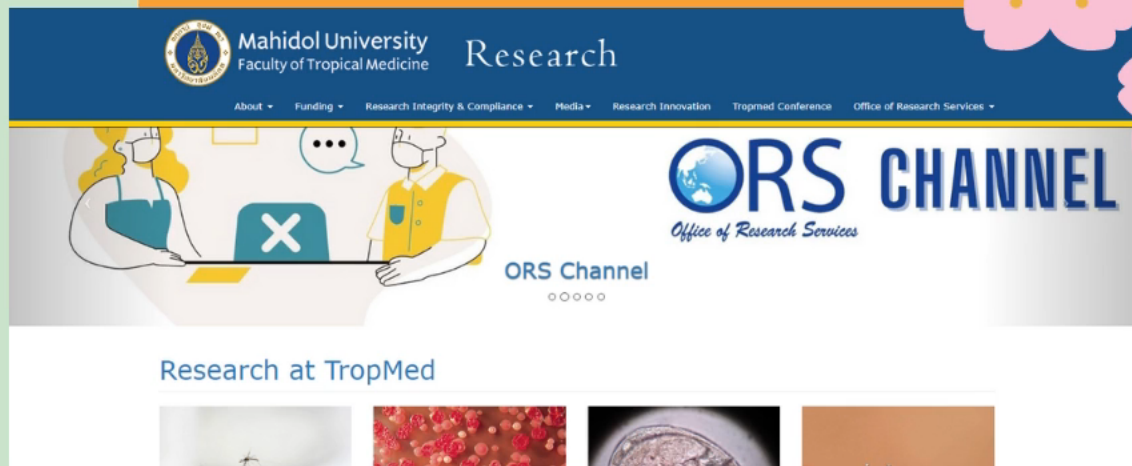 Mahidol University
Faculty of Tropical Medicine
Research
About
Funding
Research Integrity & Compliance
Media
Research Innovation
Tropmed Conference
Office of Research Services
ORS CHANNEL
Office of Research Services
ORS Channel
Research at TropMed